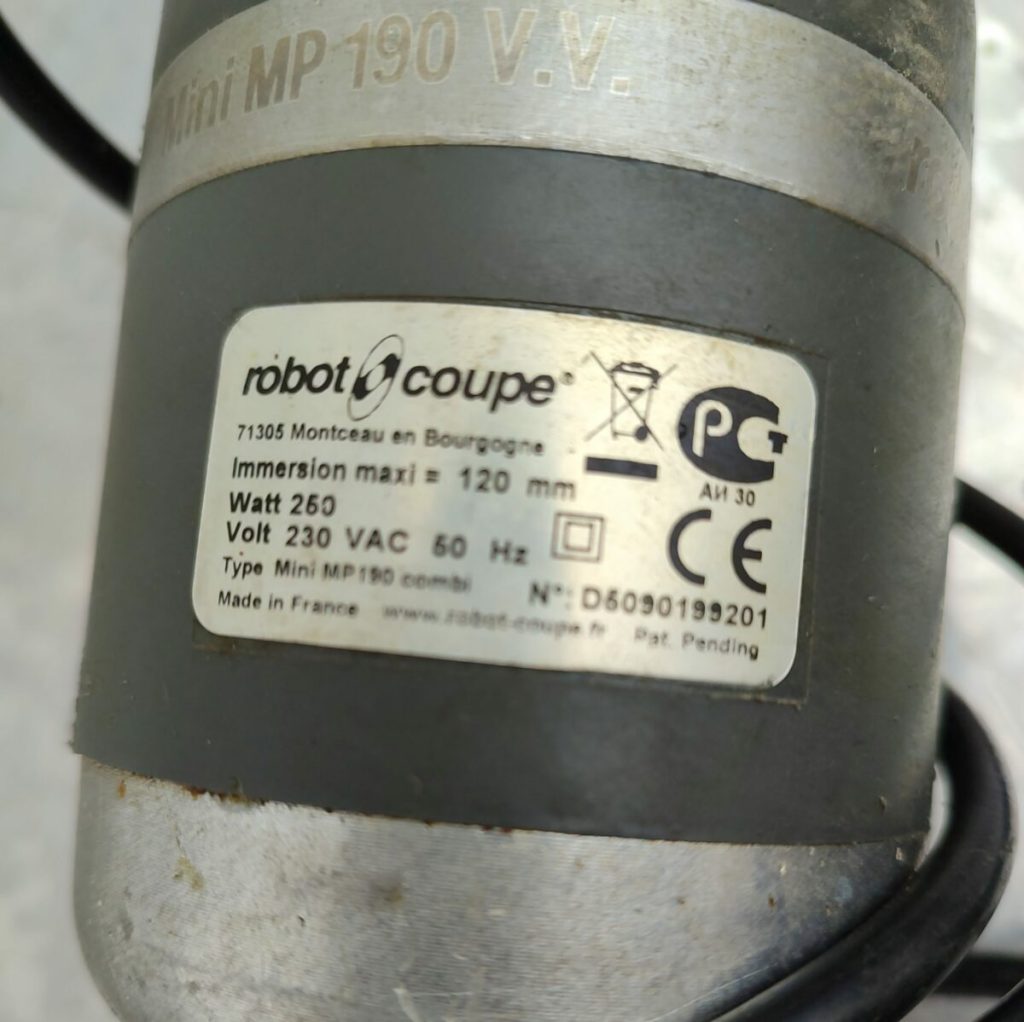 Mini MP 190 V.V.
robot coupe®
71305 Montceau en Bourgogne
Immersion maxi = 120 mm
Watt 250
Volt 230 VAC 50 Hz
PCT
АИ 30
CE
Type Mini MP190 combi
N°: D5090199201
Made in France www.robot-coupe.fr Pat. Pending